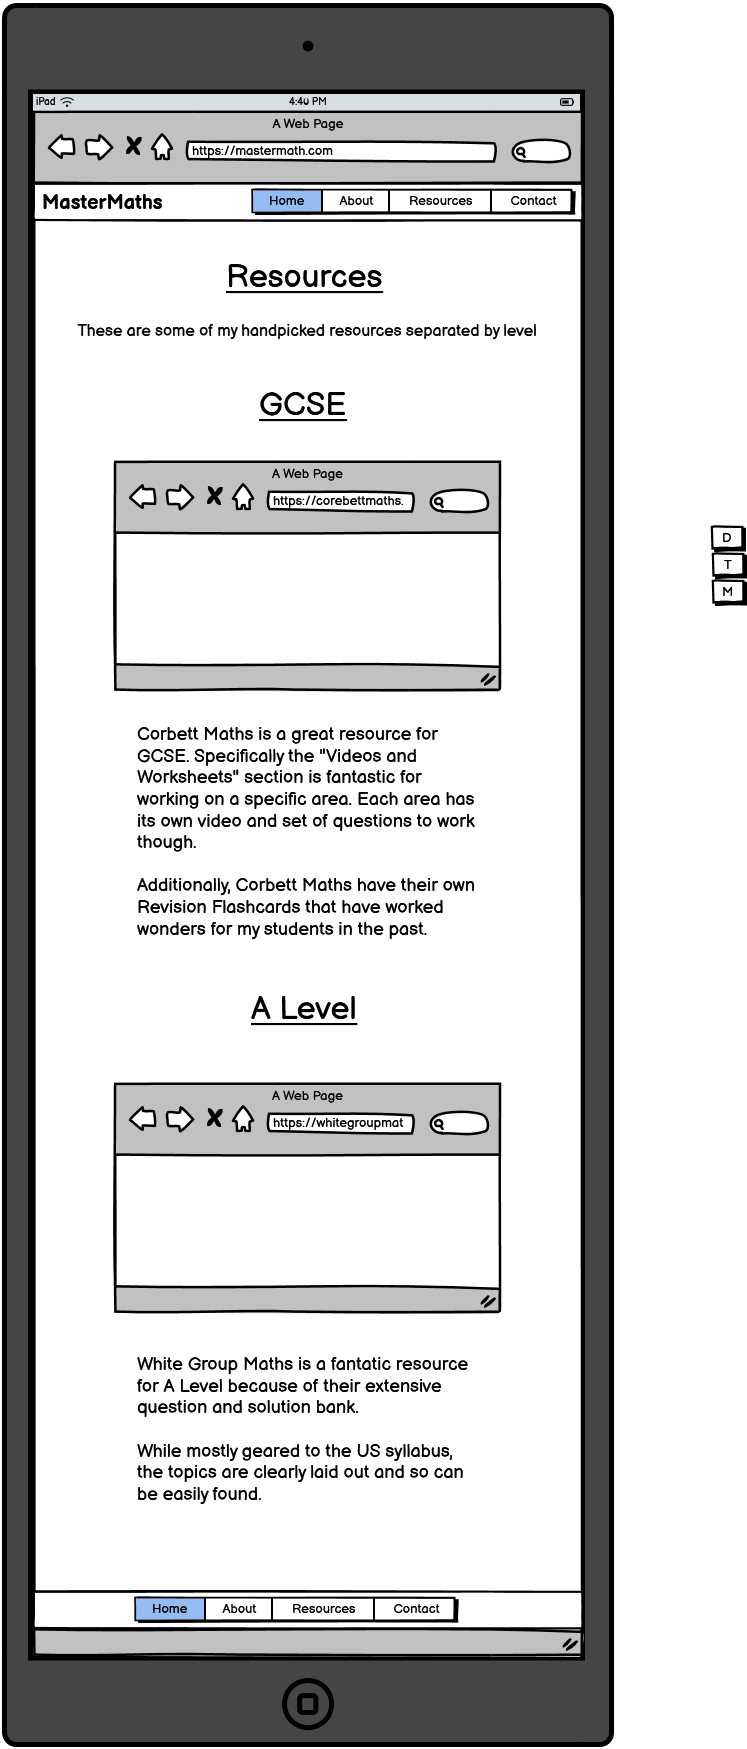 iPad 4:40 PM
A Web Page
https://mastermath.com
MasterMaths Home About Resources Contact
Resources
These are some of my handpicked resources separated by level
GCSE
A Web Page
https://corebettmaths.
D
T
M
Corbett Maths is a great resource for
GCSE. Specifically the "Videos and
Worksheets" section is fantastic for
working on a specific area. Each area has
its own video and set of questions to work
though.
Additionally, Corbett Maths have their own
Revision Flashcards that have worked
wonders for my students in the past.
A Level
A Web Page
https://whitegroupmat
White Group Maths is a fantatic resource
for A Level because of their extensive
question and solution bank.
While mostly geared to the US syllabus,
the topics are clearly laid out and so can
be easily found.
Home About Resources Contact